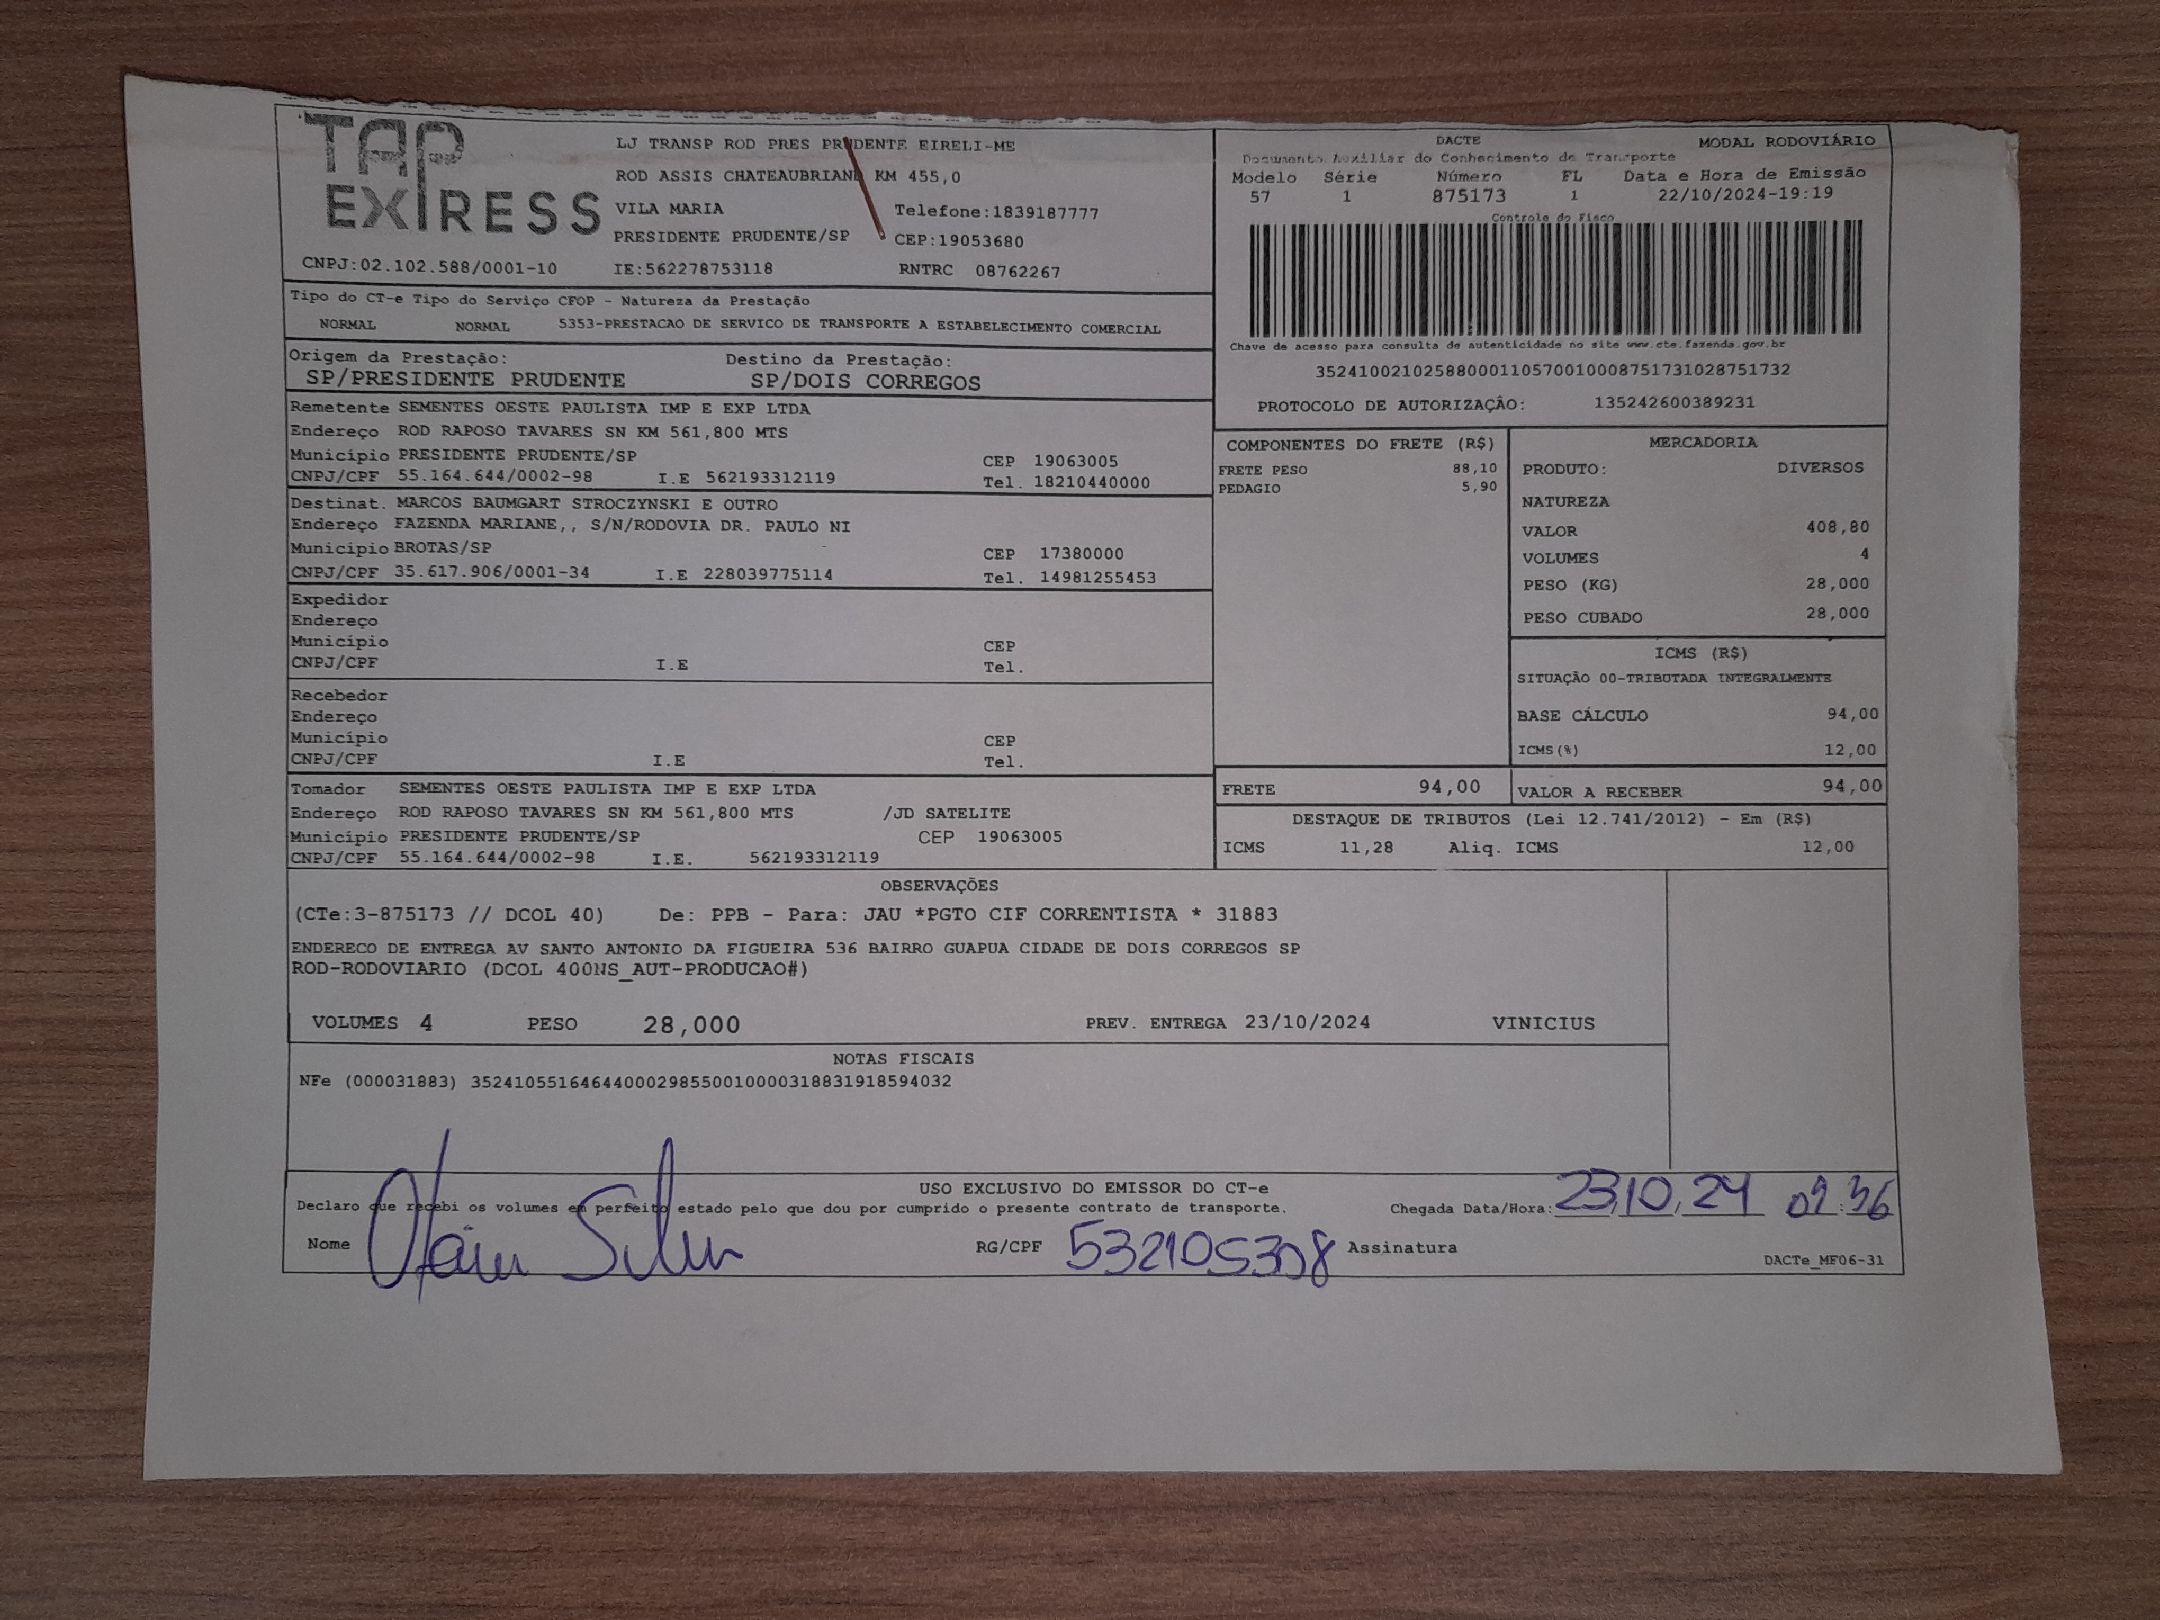 TAP EXPRESS
LJ TRANSP ROD PRES PRUDENTE EIRELI-ME
ROD ASSIS CHATEAUBRIAND KM 455,0
VILA MARIA Telefone:1839187777
PRESIDENTE PRUDENTE/SP CEP:19053680
CNPJ:02.102.588/0001-10 IE:562278753118 RNTRC 08762267
DACTE MODAL RODOVIÁRIO
Documento Auxiliar do Conhecimento de Transporte
Modelo Série Número FL Data e Hora de Emissão
57 1 875173 1 22/10/2024-19:19
Controle do Fisco
Chave de acesso para consulta de autenticidade no site www.cte.fazenda.gov.br
35241002102588000110570010008751731028751732
PROTOCOLO DE AUTORIZAÇÃO: 135242600389231
Tipo do CT-e Tipo do Serviço CFOP - Natureza da Prestação
NORMAL NORMAL 5353-PRESTACAO DE SERVICO DE TRANSPORTE A ESTABELECIMENTO COMERCIAL
Origem da Prestação: Destino da Prestação:
SP/PRESIDENTE PRUDENTE SP/DOIS CORREGOS
Remetente SEMENTES OESTE PAULISTA IMP E EXP LTDA
Endereço ROD RAPOSO TAVARES SN KM 561,800 MTS
Município PRESIDENTE PRUDENTE/SP CEP 19063005
CNPJ/CPF 55.164.644/0002-98 I.E 562193312119 Tel. 18210440000
Destinat. MARCOS BAUMGART STROCZYNSKI E OUTRO
Endereço FAZENDA MARIANE,, S/N/RODOVIA DR. PAULO NI
Município BROTAS/SP CEP 17380000
CNPJ/CPF 35.617.906/0001-34 I.E 228039775114 Tel. 14981255453
Expedidor
Endereço
Município CEP
CNPJ/CPF I.E Tel.
Recebedor
Endereço
Município CEP
CNPJ/CPF I.E Tel.
Tomador SEMENTES OESTE PAULISTA IMP E EXP LTDA
Endereço ROD RAPOSO TAVARES SN KM 561,800 MTS /JD SATELITE
Município PRESIDENTE PRUDENTE/SP CEP 19063005
CNPJ/CPF 55.164.644/0002-98 I.E. 562193312119
COMPONENTES DO FRETE (R$)
FRETE PESO 88,10
PEDAGIO 5,90
MERCADORIA
PRODUTO: DIVERSOS
NATUREZA
VALOR 408,80
VOLUMES 4
PESO (KG) 28,000
PESO CUBADO 28,000
ICMS (R$)
SITUAÇÃO 00-TRIBUTADA INTEGRALMENTE
BASE CÁLCULO 94,00
ICMS(%) 12,00
FRETE 94,00 VALOR A RECEBER 94,00
DESTAQUE DE TRIBUTOS (Lei 12.741/2012) - Em (R$)
ICMS 11,28 Aliq. ICMS 12,00
OBSERVAÇÕES
(CTe:3-875173 // DCOL 40) De: PPB - Para: JAU *PGTO CIF CORRENTISTA * 31883
ENDERECO DE ENTREGA AV SANTO ANTONIO DA FIGUEIRA 536 BAIRRO GUAPUA CIDADE DE DOIS CORREGOS SP
ROD-RODOVIARIO (DCOL 400NS_AUT-PRODUCAO#)
VOLUMES 4 PESO 28,000 PREV. ENTREGA 23/10/2024 VINICIUS
NOTAS FISCAIS
NFe (000031883) 35241055164644000298550010000318831918594032
USO EXCLUSIVO DO EMISSOR DO CT-e
Declaro que recebi os volumes em perfeito estado pelo que dou por cumprido o presente contrato de transporte. Chegada Data/Hora: 23,10,24 09:36
Nome RG/CPF 532105308 Assinatura
DACTe_MF06-31